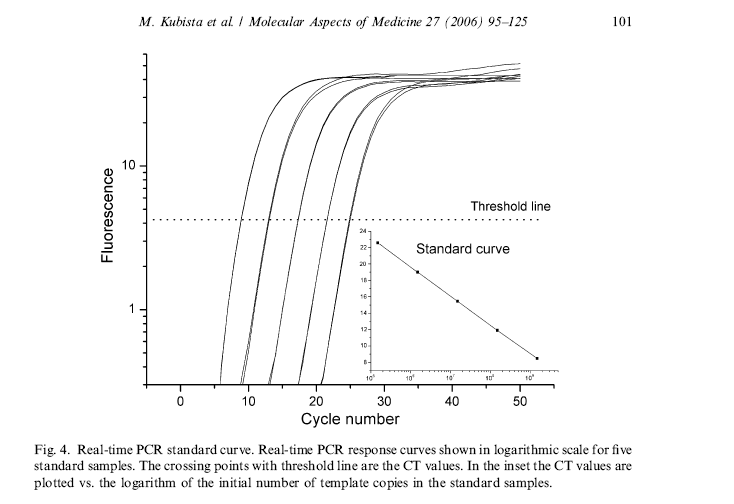 M. Kubista et al. / Molecular Aspects of Medicine 27 (2006) 95–125 101
10
1
Fluorescence
Threshold line
Standard curve
24
22
20
18
16
14
12
10
8
0 10 20 30 40 50
Cycle number
Fig. 4. Real-time PCR standard curve. Real-time PCR response curves shown in logarithmic scale for five
standard samples. The crossing points with threshold line are the CT values. In the inset the CT values are
plotted vs. the logarithm of the initial number of template copies in the standard samples.